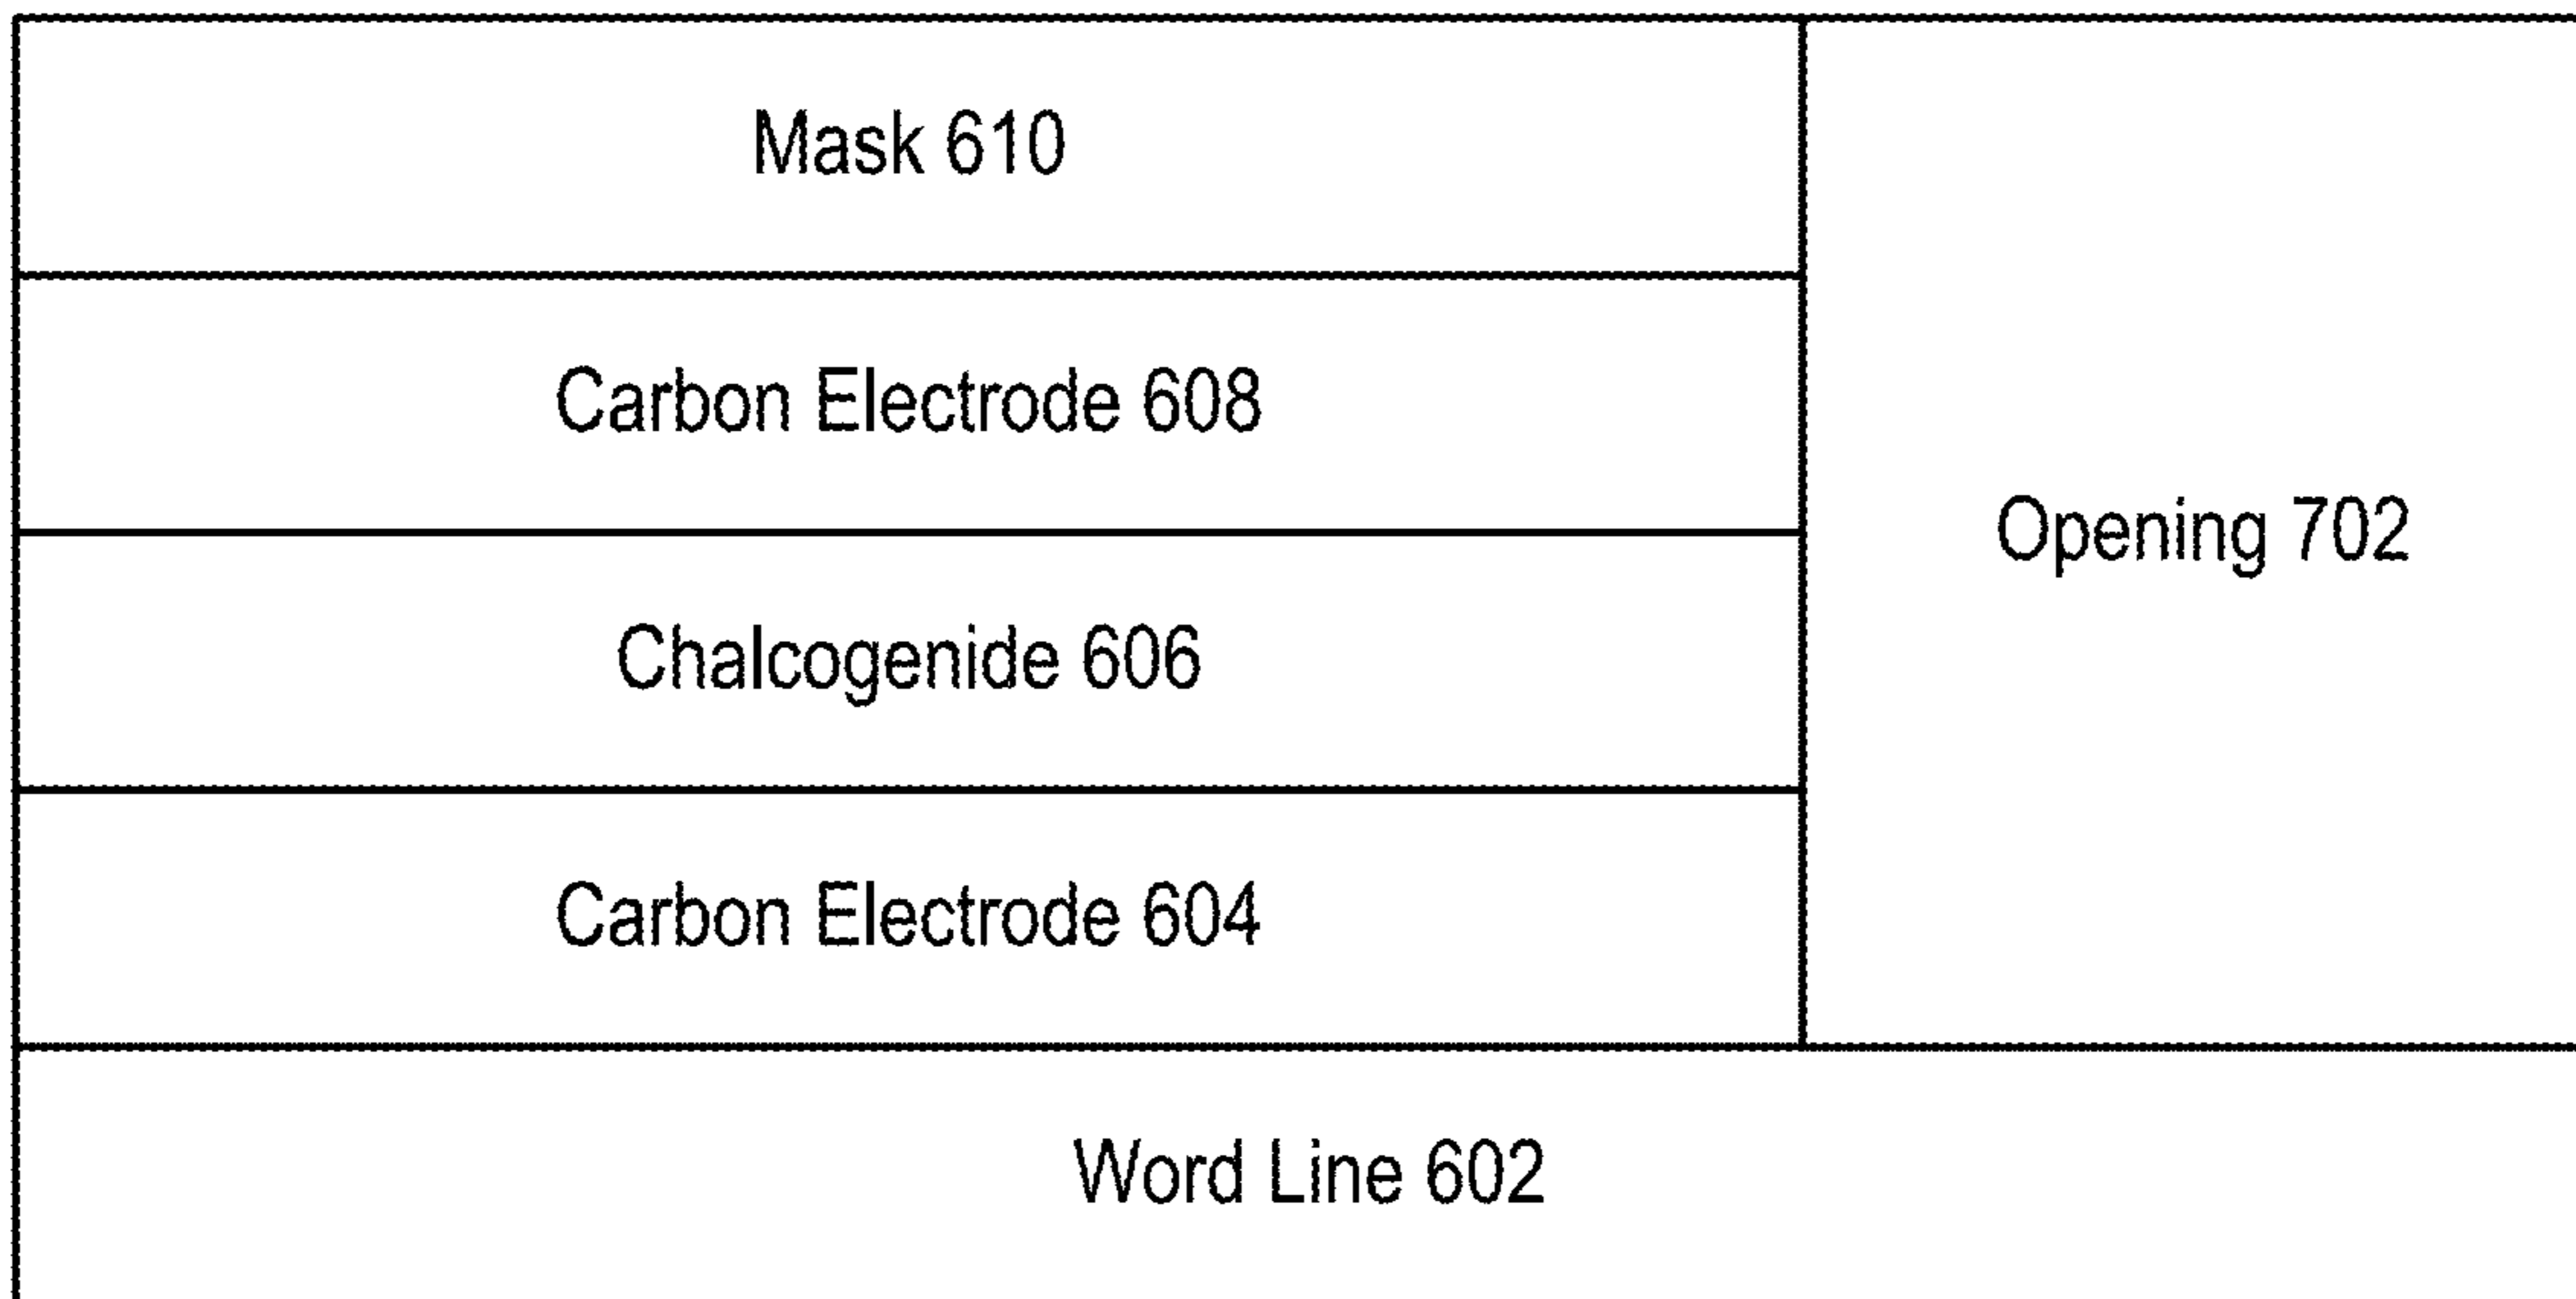 Mask 610
Carbon Electrode 608
Opening 702
Chalcogenide 606
Carbon Electrode 604
Word Line 602